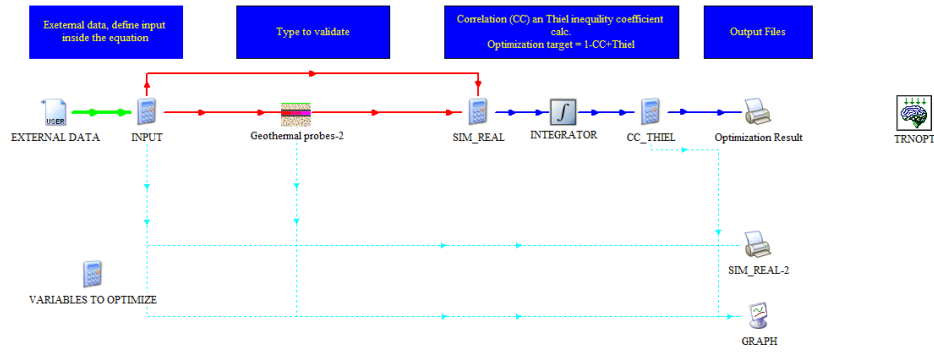 Exeternal data, define input
inside the equation
Type to validate
Correlation (CC) an Thiel inequility coefficient
calc.
Optimization target = 1-CC+Thiel
Output Files
USER
EXTERNAL DATA
INPUT
Geothermal probes-2
SIM_REAL
INTEGRATOR
CC_THIEL
Optimization Result
TRNOPT
VARIABLES TO OPTIMIZE
SIM_REAL-2
GRAPH